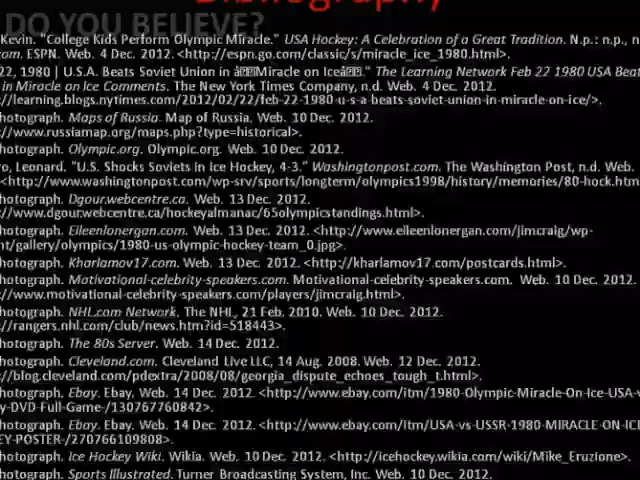 Bibliography
DO YOU BELIEVE?
Kevin. "College Kids Perform Olympic Miracle." USA Hockey: A Celebration of a Great Tradition. N.p.: n.p., n
com. ESPN. Web. 4 Dec. 2012. <http://espn.go.com/classic/s/miracle_ice_1980.html>.
22, 1980 | U.S.A. Beats Soviet Union in â Miracle on Iceâ ." The Learning Network Feb 22 1980 USA Beat
in Miracle on Ice Comments. The New York Times Company, n.d. Web. 4 Dec. 2012.
//learning.blogs.nytimes.com/2012/02/22/feb-22-1980-u-s-a-beats-soviet-union-in-miracle-on-ice/>.
hotograph. Maps of Russia. Map of Russia. Web. 10 Dec. 2012.
://www.russiamap.org/maps.php?type=historical>.
hotograph. Olympic.org. Olympic.org. Web. 10 Dec. 2012.
ro, Leonard. "U.S. Shocks Soviets in Ice Hockey, 4-3." Washingtonpost.com. The Washington Post, n.d. Web.
<http://www.washingtonpost.com/wp-srv/sports/longterm/olympics1998/history/memories/80-hock.htm
hotograph. Dgour.webcentre.ca. Web. 13 Dec. 2012.
://www.dgour.webcentre.ca/hockeyalmanac/65olympicstandings.html>.
hotograph. Eileenlonergan.com. Web. 13 Dec. 2012. <http://www.eileenlonergan.com/jimcraig/wp-
nt/gallery/olympics/1980-us-olympic-hockey-team_0.jpg>.
hotograph. Kharlamov17.com. Web. 13 Dec. 2012. <http://kharlamov17.com/postcards.html>.
hotograph. Motivational-celebrity-speakers.com. Motivational-celebrity-speakers.com. Web. 10 Dec. 2012.
://www.motivational-celebrity-speakers.com/players/jimcraig.html>.
hotograph. NHL.com Network. The NHL, 21 Feb. 2010. Web. 10 Dec. 2012.
://rangers.nhl.com/club/news.htm?id=518443>.
hotograph. The 80s Server. Web. 14 Dec. 2012.
hotograph. Cleveland.com. Cleveland Live LLC, 14 Aug. 2008. Web. 12 Dec. 2012.
://blog.cleveland.com/pdextra/2008/08/georgia_dispute_echoes_tough_t.html>.
hotograph. Ebay. Ebay. Web. 14 Dec. 2012. <http://www.ebay.com/itm/1980-Olympic-Miracle-On-Ice-USA-v
y-DVD-Full-Game-/130767760842>.
hotograph. Ebay. Ebay. Web. 14 Dec. 2012. <http://www.ebay.com/itm/USA-vs-USSR-1980-MIRACLE-ON-ICE
EY-POSTER-/270766109808>.
hotograph. Ice Hockey Wiki. Wikia. Web. 10 Dec. 2012. <http://icehockey.wikia.com/wiki/Mike_Eruzione>.
hotograph. Sports Illustrated. Turner Broadcasting System, Inc. Web. 10 Dec. 2012.